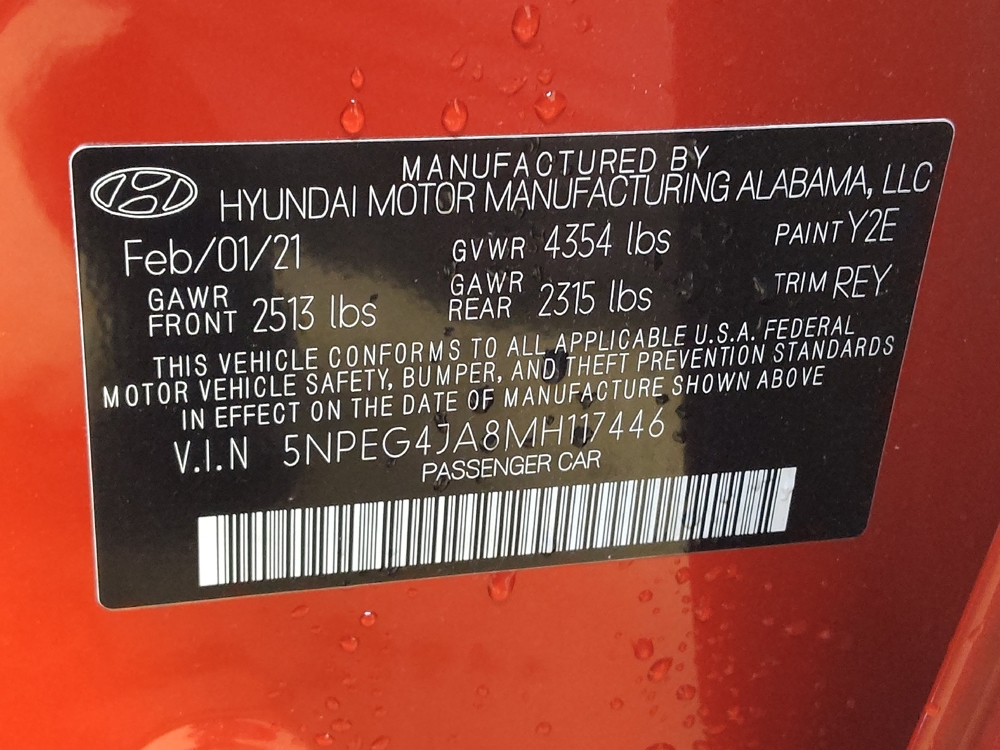 MANUFACTURED BY
HYUNDAI MOTOR MANUFACTURING ALABAMA, LLC
Feb/01/21 GVWR 4354 lbs PAINT Y2E
GAWR FRONT 2513 lbs GAWR REAR 2315 lbs TRIM REY
THIS VEHICLE CONFORMS TO ALL APPLICABLE U.S.A. FEDERAL
MOTOR VEHICLE SAFETY, BUMPER, AND THEFT PREVENTION STANDARDS
IN EFFECT ON THE DATE OF MANUFACTURE SHOWN ABOVE
V.I.N 5NPEG4JA8MH117446
PASSENGER CAR